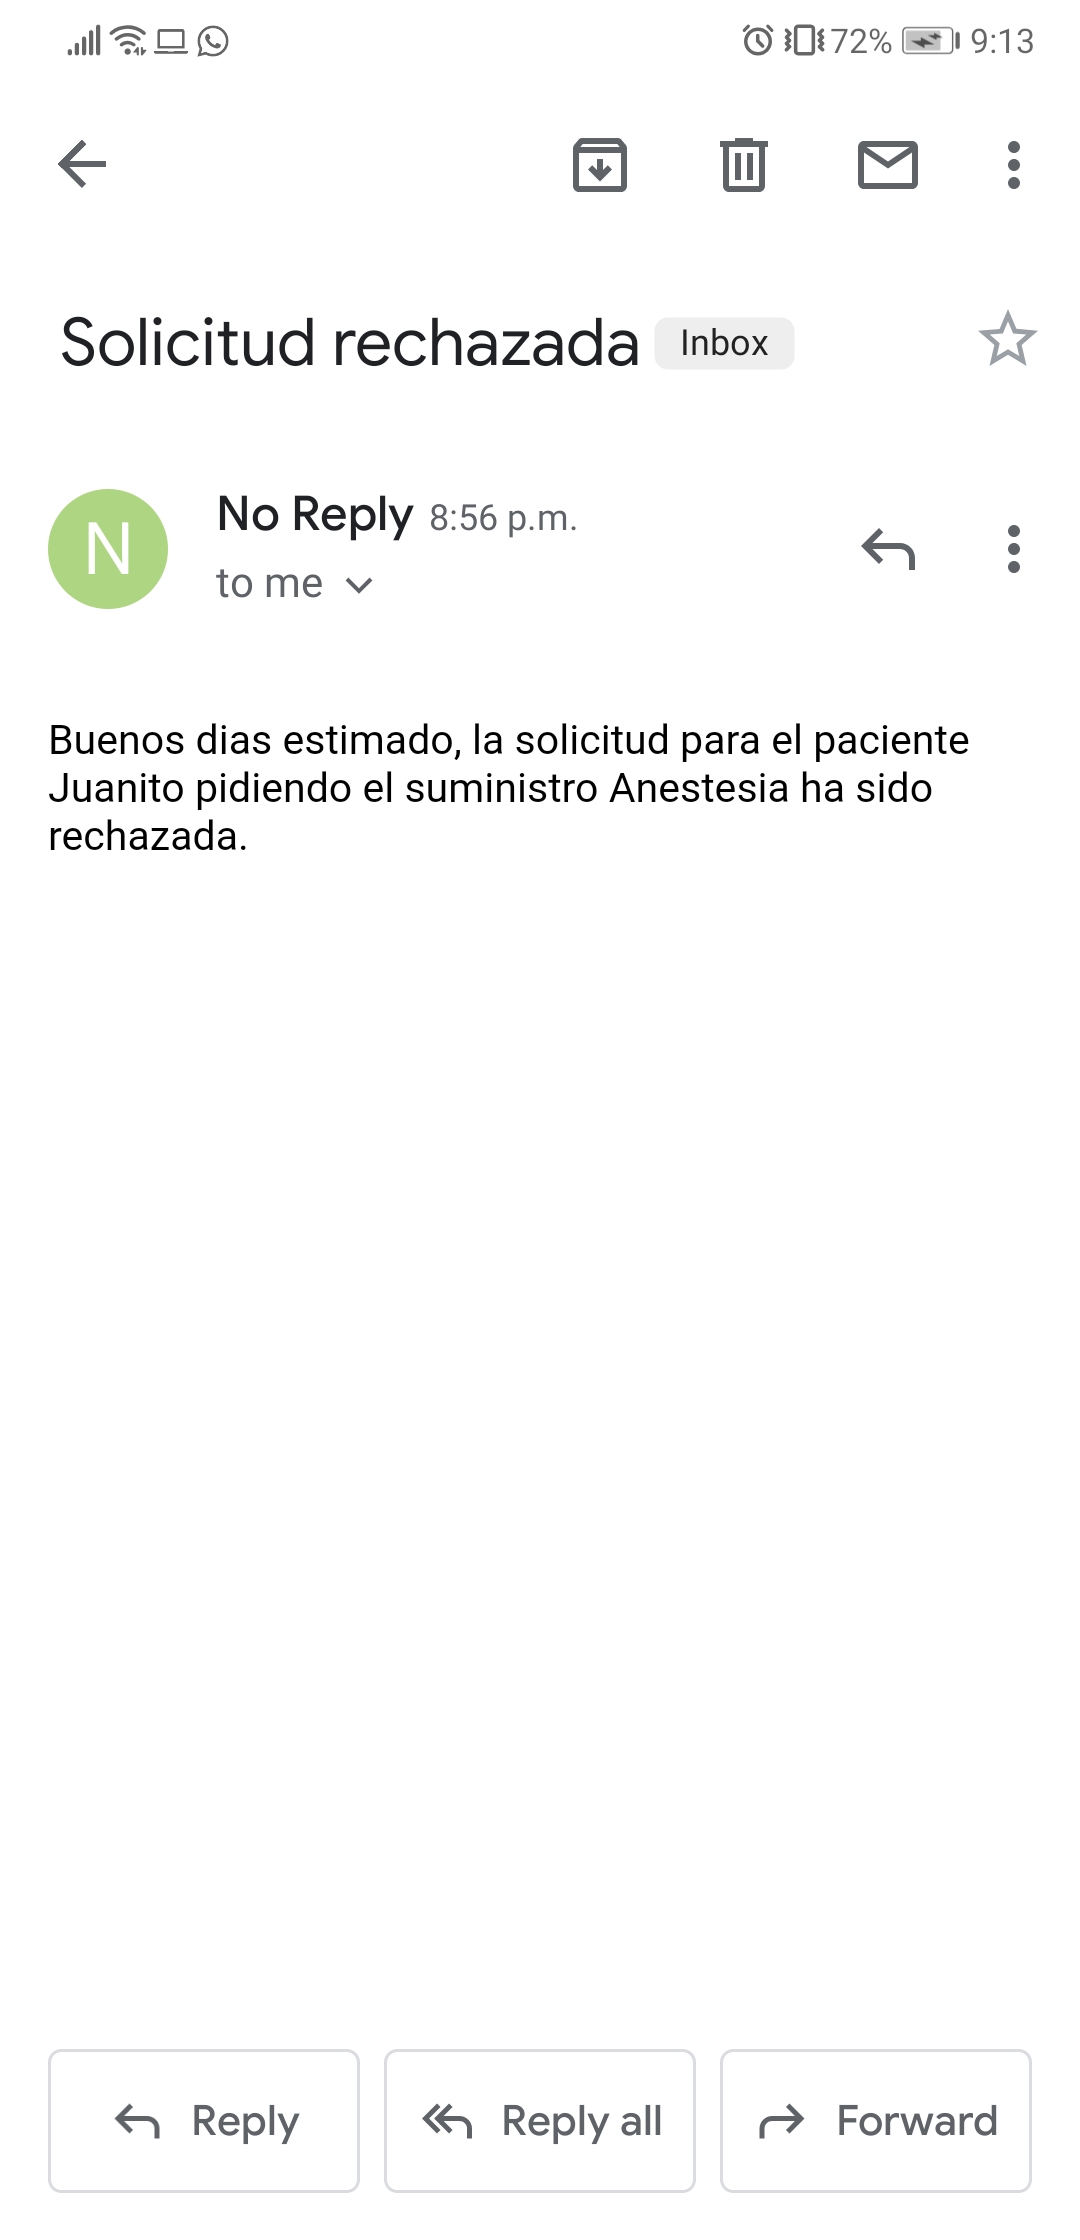 72% 9:13
Solicitud rechazada Inbox
N
No Reply 8:56 p.m.
to me
Buenos dias estimado, la solicitud para el paciente
Juanito pidiendo el suministro Anestesia ha sido
rechazada.
Reply Reply all Forward